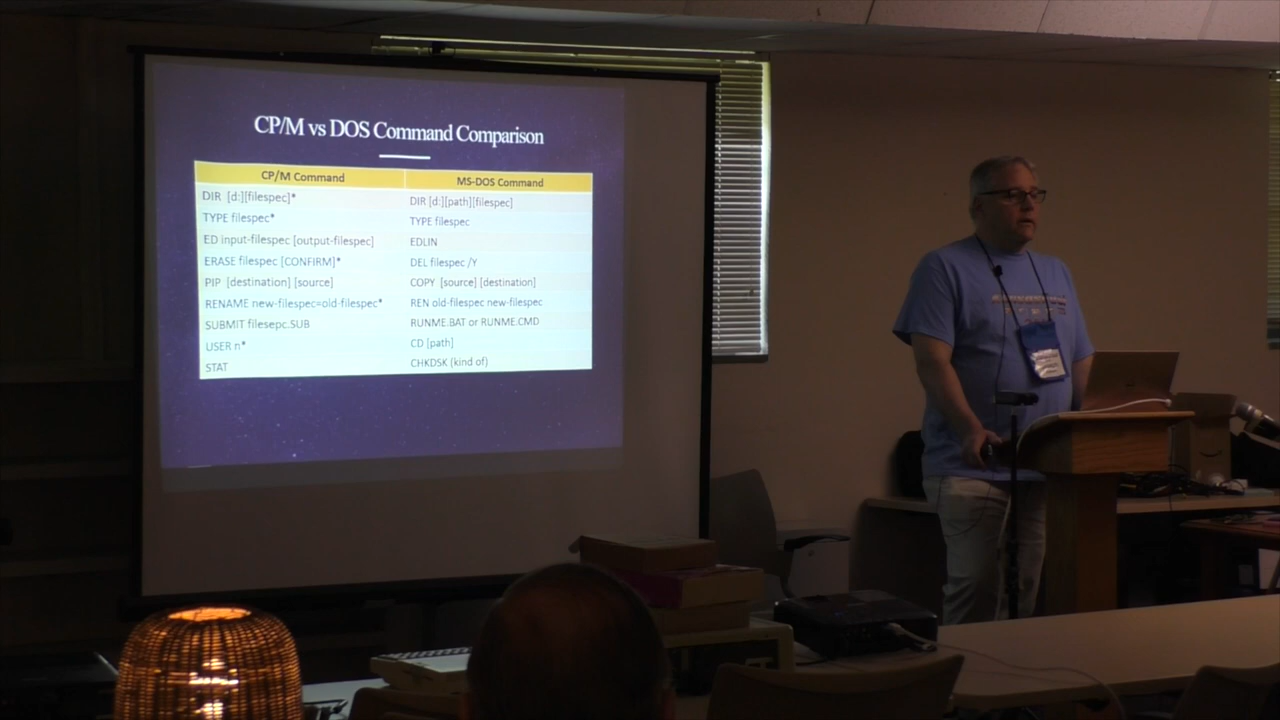 CP/M vs DOS Command Comparison
CP/M Command MS-DOS Command
DIR [d:][filespec]* DIR [d:][path][filespec]
TYPE filespec* TYPE filespec
ED input-filespec [output-filespec] EDLIN
ERASE filespec [CONFIRM]* DEL filespec /Y
PIP [destination] [source] COPY [source] [destination]
RENAME new-filespec=old-filespec* REN old-filespec new-filespec
SUBMIT filesepc.SUB RUNME.BAT or RUNME.CMD
USER n* CD [path]
STAT CHKDSK (kind of)